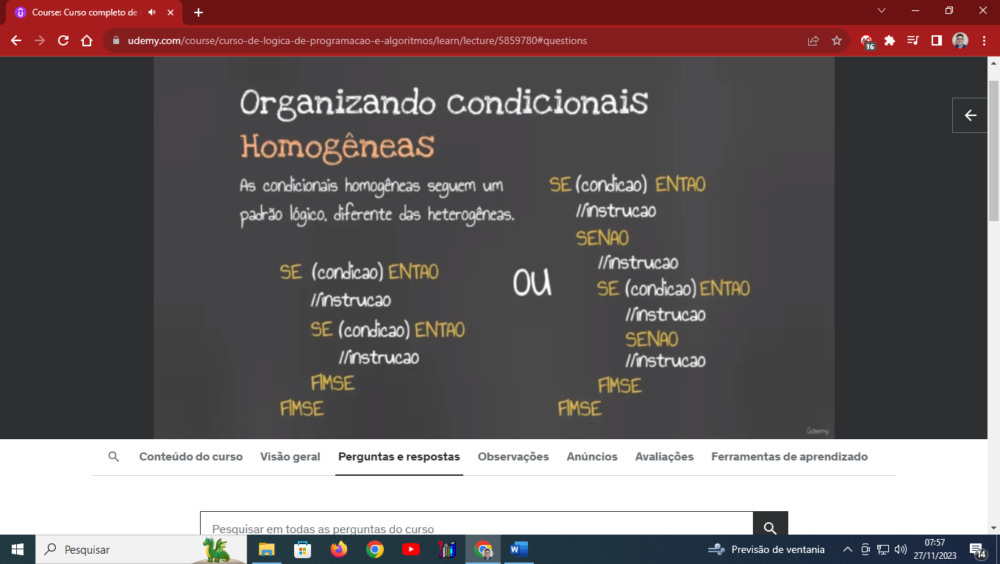 Course: Curso completo de
udemy.com/course/curso-de-logica-de-programacao-e-algoritmos/learn/lecture/5859780#questions
16
Organizando condicionais
Homogêneas
As condicionais homogêneas seguem um
padrão lógico, diferente das heterogêneas.
SE (condicao) ENTAO
//instrucao
SE (condicao) ENTAO
//instrucao
FIMSE
FIMSE
OU
SE (condicao) ENTAO
//instrucao
SENAO
//instrucao
SE (condicao) ENTAO
//instrucao
SENAO
//instrucao
FIMSE
FIMSE
ûdemy
Conteúdo do curso Visão geral Perguntas e respostas Observações Anúncios Avaliações Ferramentas de aprendizado
Pesquisar em todas as perguntas do curso
Pesquisar
Previsão de ventania
07:57
27/11/2023
14